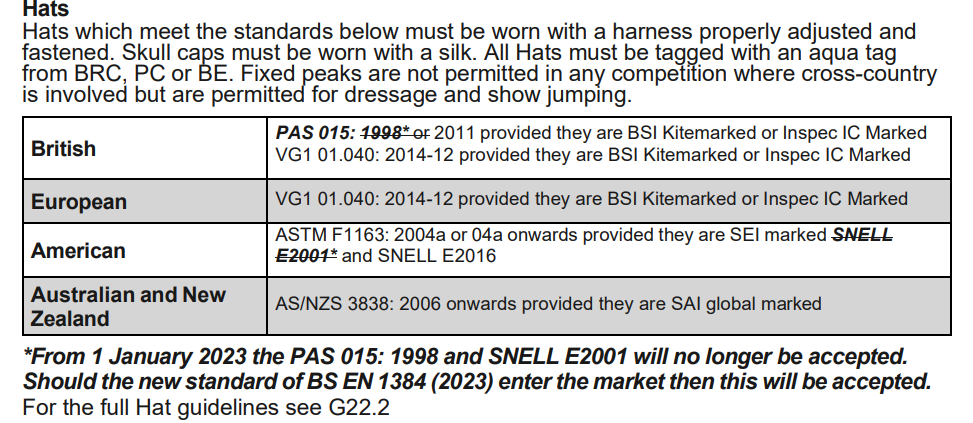 Hats
Hats which meet the standards below must be worn with a harness properly adjusted and
fastened. Skull caps must be worn with a silk. All Hats must be tagged with an aqua tag
from BRC, PC or BE. Fixed peaks are not permitted in any competition where cross-country
is involved but are permitted for dressage and show jumping.
British
PAS 015: 1998* or 2011 provided they are BSI Kitemarked or Inspec IC Marked
VG1 01.040: 2014-12 provided they are BSI Kitemarked or Inspec IC Marked
European
VG1 01.040: 2014-12 provided they are BSI Kitemarked or Inspec IC Marked
American
ASTM F1163: 2004a or 04a onwards provided they are SEI marked SNELL
E2001* and SNELL E2016
Australian and New
Zealand
AS/NZS 3838: 2006 onwards provided they are SAI global marked
*From 1 January 2023 the PAS 015: 1998 and SNELL E2001 will no longer be accepted.
Should the new standard of BS EN 1384 (2023) enter the market then this will be accepted.
For the full Hat guidelines see G22.2